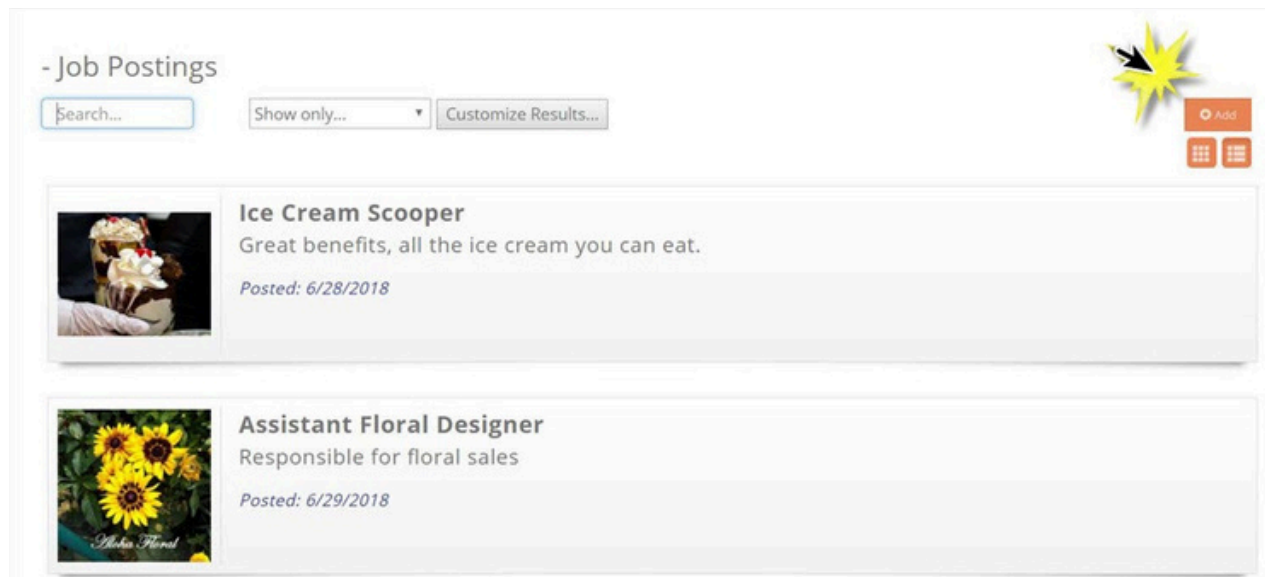 - Job Postings
Search...
Show only...
Customize Results...
Add
Ice Cream Scooper
Great benefits, all the ice cream you can eat.
Posted: 6/28/2018
Assistant Floral Designer
Responsible for floral sales
Posted: 6/29/2018
Aloha Floral